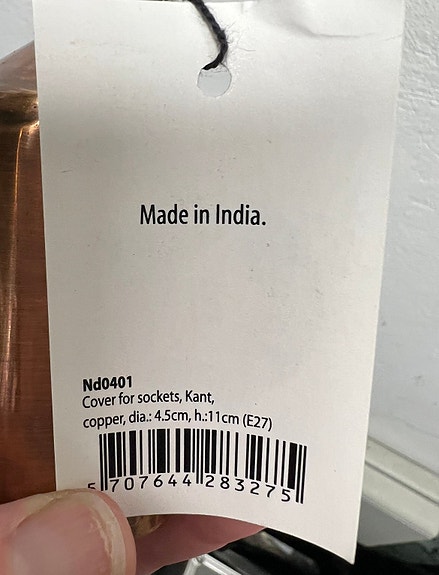 Made in India.
Nd0401
Cover for sockets, Kant,
copper, dia.: 4.5cm, h.:11cm (E27)
5 707644 283275